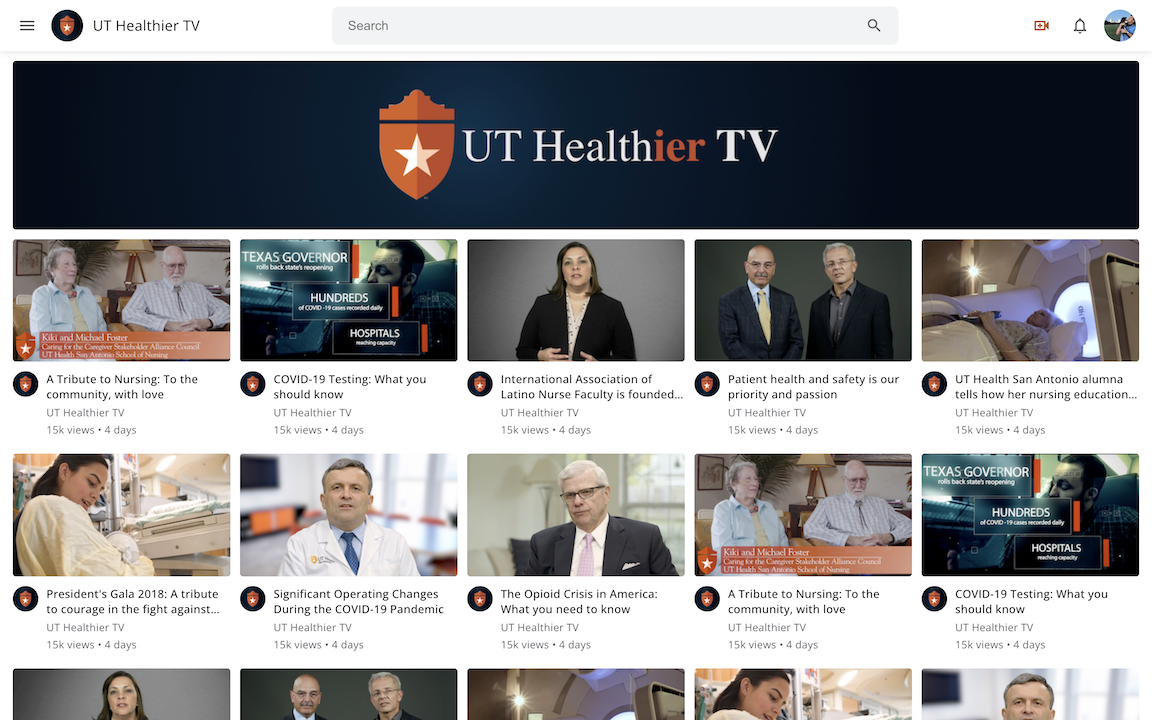 UT Healthier TV
Search
UT Healthier TV
Kiki and Michael Foster
Caring for the Caregiver Stakeholder Alliance Council
UT Health San Antonio School of Nursing
TEXAS GOVERNOR
rolls back state's reopening
HUNDREDS
of COVID -19 cases recorded daily
HOSPITALS
reaching capacity
A Tribute to Nursing: To the
community, with love
UT Healthier TV
15k views • 4 days
COVID-19 Testing: What you
should know
UT Healthier TV
15k views • 4 days
International Association of
Latino Nurse Faculty is founded...
UT Healthier TV
15k views • 4 days
Patient health and safety is our
priority and passion
UT Healthier TV
15k views • 4 days
UT Health San Antonio alumna
tells how her nursing education...
UT Healthier TV
15k views • 4 days
Kiki and Michael Foster
Caring for the Caregiver Stakeholder Alliance Council
UT Health San Antonio School of Nursing
TEXAS GOVERNOR
rolls back state's reopening
HUNDREDS
of COVID -19 cases recorded daily
HOSPITALS
reaching capacity
President's Gala 2018: A tribute
to courage in the fight against...
UT Healthier TV
15k views • 4 days
Significant Operating Changes
During the COVID-19 Pandemic
UT Healthier TV
15k views • 4 days
The Opioid Crisis in America:
What you need to know
UT Healthier TV
15k views • 4 days
A Tribute to Nursing: To the
community, with love
UT Healthier TV
15k views • 4 days
COVID-19 Testing: What you
should know
UT Healthier TV
15k views • 4 days